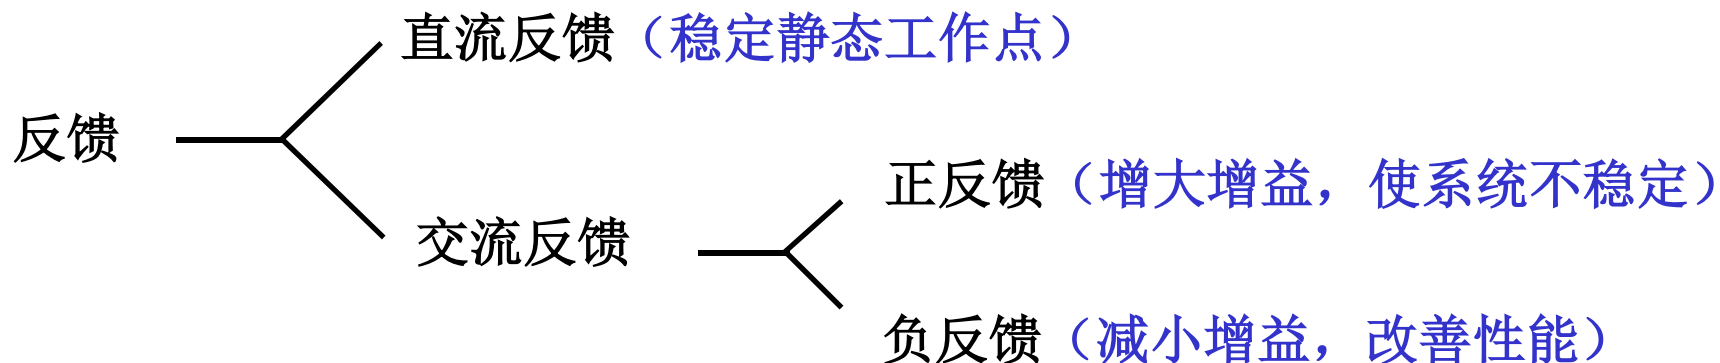 直流反馈（稳定静态工作点）
反馈
正反馈（增大增益，使系统不稳定）
交流反馈
负反馈（减小增益，改善性能）